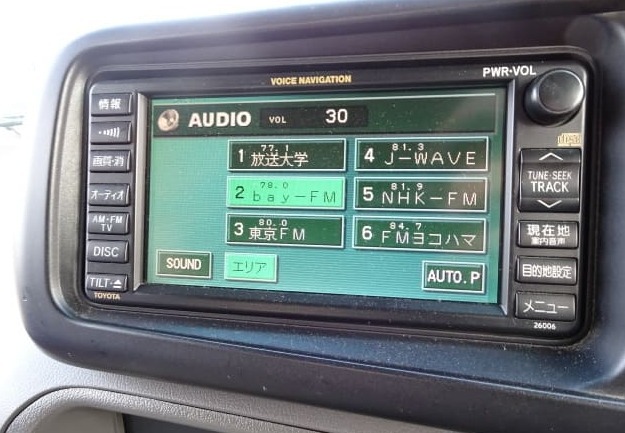 VOICE NAVIGATION
PWR・VOL
情報
画質・消
オーディオ
AM・FM
TV
DISC
TILT・⏏
TOYOTA
AUDIO VOL 30
1 77.1 放送大学
2 78.0 bay-FM
3 80.0 東京FM
4 81.3 J-WAVE
5 81.9 NHK-FM
6 84.7 FMヨコハマ
SOUND
エリア
AUTO.P
TUNE・SEEK
TRACK
現在地
案内音声
目的地設定
メニュー
26006